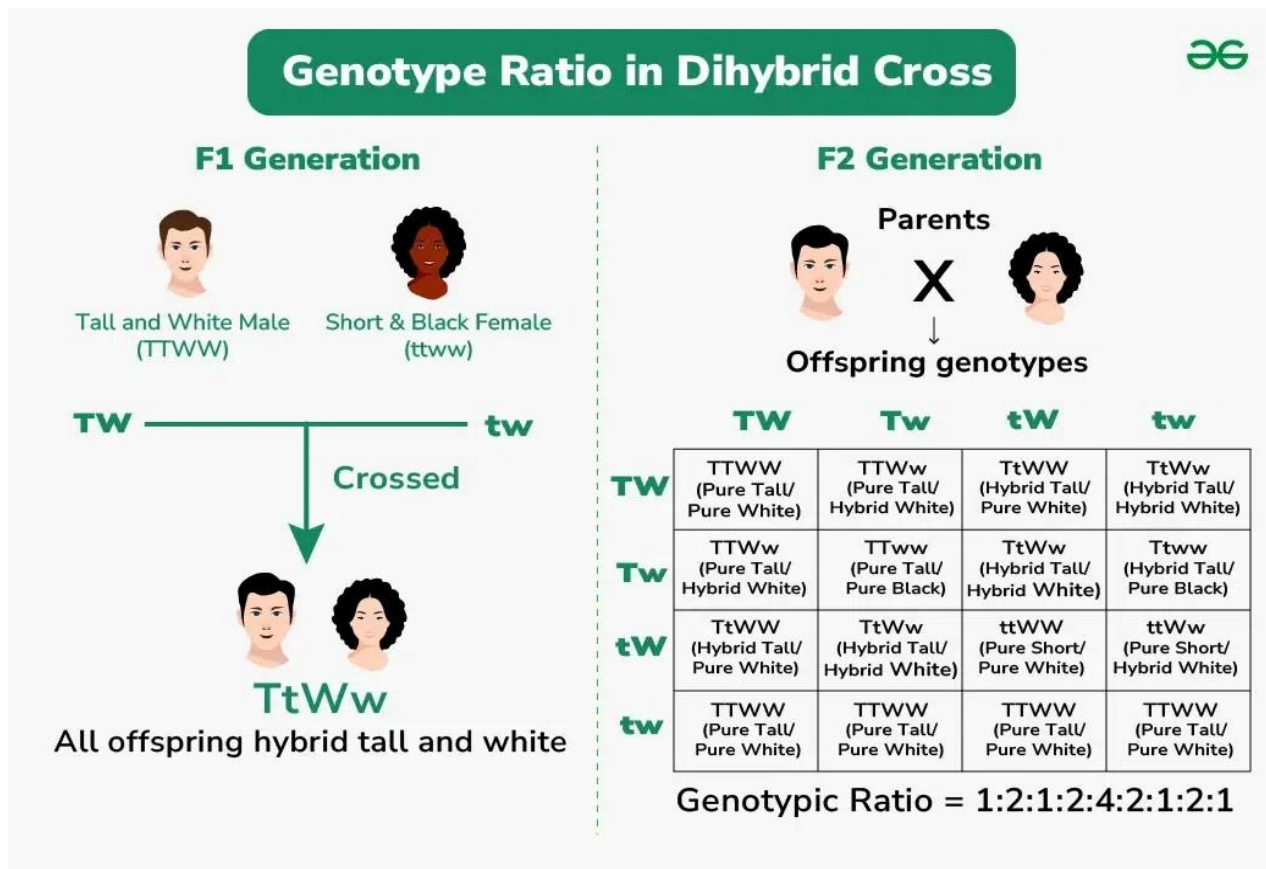 Genotype Ratio in Dihybrid Cross
F1 Generation
Tall and White Male
(TTWW)
Short & Black Female
(ttww)
TW
tw
Crossed
TtWw
All offspring hybrid tall and white
F2 Generation
Parents
X
Offspring genotypes
TW
Tw
tW
tw
TW
TTWW
(Pure Tall/
Pure White)
TTWw
(Pure Tall/
Hybrid White)
TtWW
(Hybrid Tall/
Pure White)
TtWw
(Hybrid Tall/
Hybrid White)
Tw
TTWw
(Pure Tall/
Hybrid White)
TTww
(Pure Tall/
Pure Black)
TtWw
(Hybrid Tall/
Hybrid White)
Ttww
(Hybrid Tall/
Pure Black)
tW
TtWW
(Hybrid Tall/
Pure White)
TtWw
(Hybrid Tall/
Hybrid White)
ttWW
(Pure Short/
Pure White)
ttWw
(Pure Short/
Hybrid White)
tw
TTWW
(Pure Tall/
Pure White)
TTWW
(Pure Tall/
Pure White)
TTWW
(Pure Tall/
Pure White)
TTWW
(Pure Tall/
Pure White)
Genotypic Ratio = 1:2:1:2:4:2:1:2:1